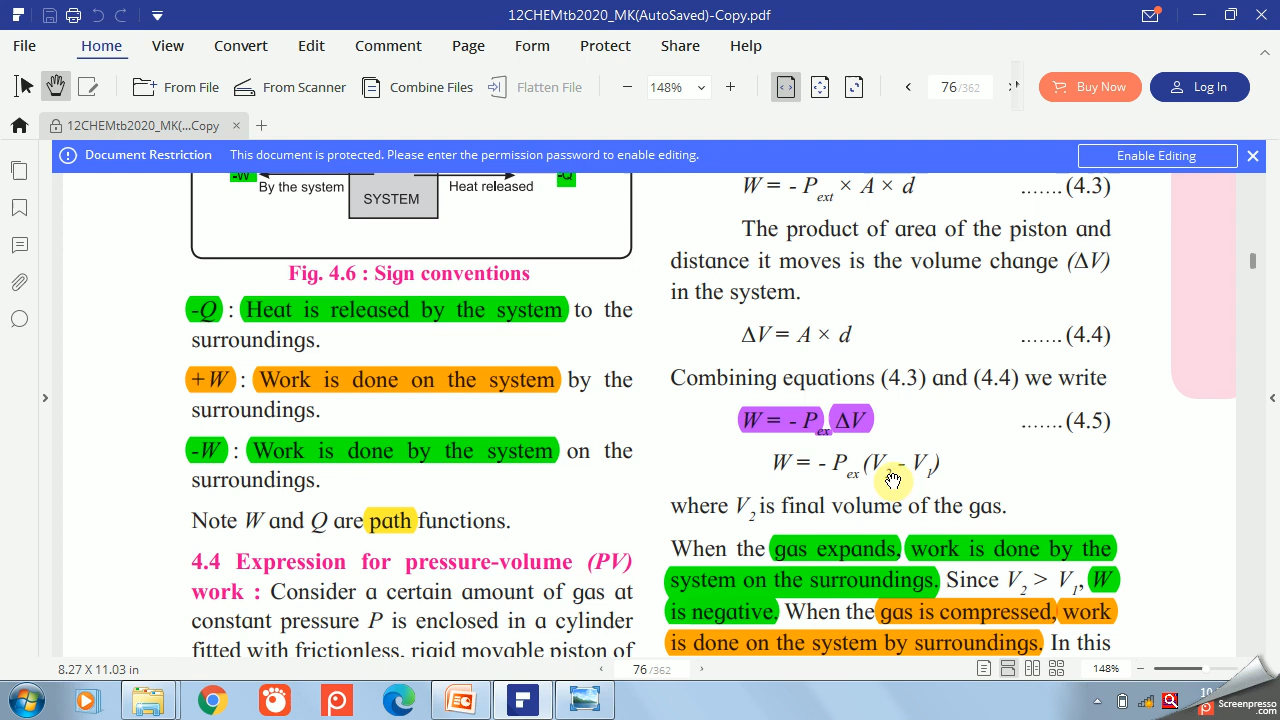 12CHEMtb2020_MK(AutoSaved)-Copy.pdf
File Home View Convert Edit Comment Page Form Protect Share Help
From File From Scanner Combine Files Flatten File 148% 76/362 Buy Now Log In
12CHEMtb2020_MK(...Copy
Document Restriction This document is protected. Please enter the permission password to enable editing. Enable Editing
-W By the system SYSTEM Heat released -Q
Fig. 4.6 : Sign conventions
-Q : Heat is released by the system to the
surroundings.
+W : Work is done on the system by the
surroundings.
-W : Work is done by the system on the
surroundings.
Note W and Q are path functions.
4.4 Expression for pressure-volume (PV)
work : Consider a certain amount of gas at
constant pressure P is enclosed in a cylinder
fitted with frictionless, rigid movable piston of
W = - Pext × A × d .......(4.3)
The product of area of the piston and
distance it moves is the volume change (ΔV)
in the system.
ΔV = A × d .......(4.4)
Combining equations (4.3) and (4.4) we write
W = - Pex ΔV .......(4.5)
W = - Pex (V2 - V1)
where V2 is final volume of the gas.
When the gas expands, work is done by the
system on the surroundings. Since V2 > V1, W
is negative. When the gas is compressed, work
is done on the system by surroundings. In this
8.27 X 11.03 in 76/362 148%
Screenpresso
.com